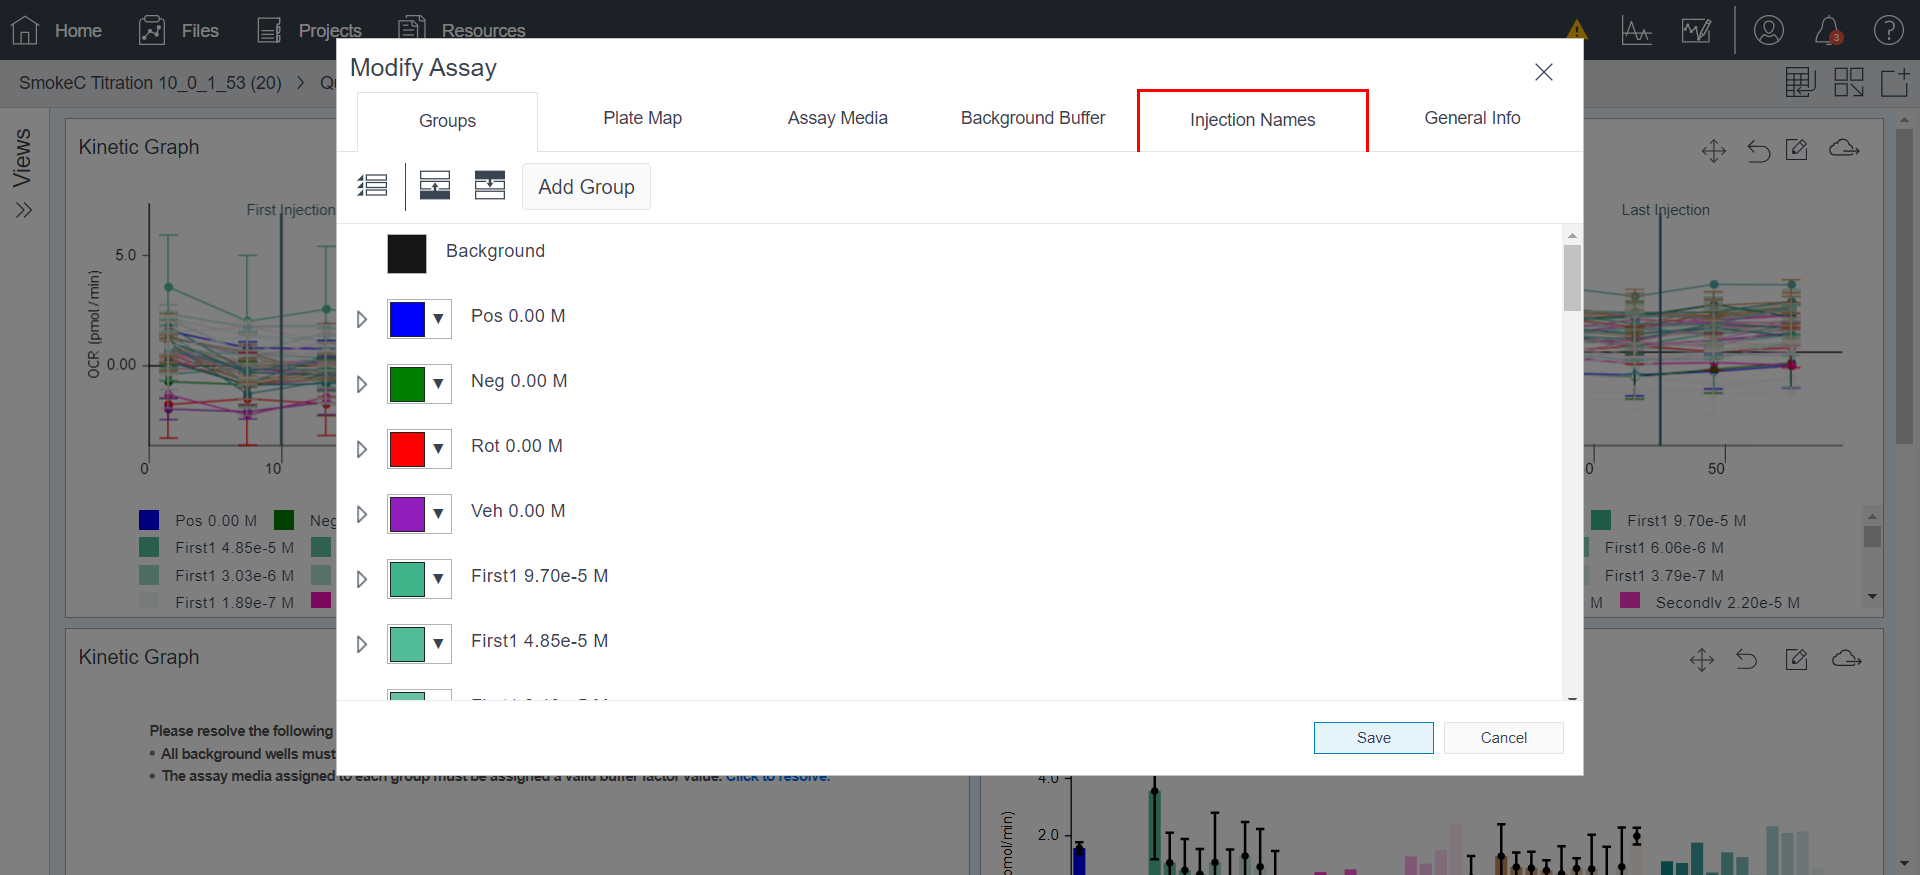 Home Files Projects Resources
3
SmokeC Titration 10_0_1_53 (20)
Views
Kinetic Graph
First Injection
5.0
0.00
OCR (pmol/min)
0
10
Pos 0.00 M
First1 4.85e-5 M
First1 3.03e-6 M
First1 1.89e-7 M
Modify Assay
Groups Plate Map Assay Media Background Buffer Injection Names General Info
Add Group
Background
Pos 0.00 M
Neg 0.00 M
Rot 0.00 M
Veh 0.00 M
First1 9.70e-5 M
First1 4.85e-5 M
Save Cancel
Last Injection
50
First1 9.70e-5 M
First1 6.06e-6 M
First1 3.79e-7 M
M Secondly 2.20e-5 M
Kinetic Graph
Please resolve the following
• All background wells must
• The assay media assigned to each group must be assigned a valid buffer factor value. Click to resolve.
4.0
2.0